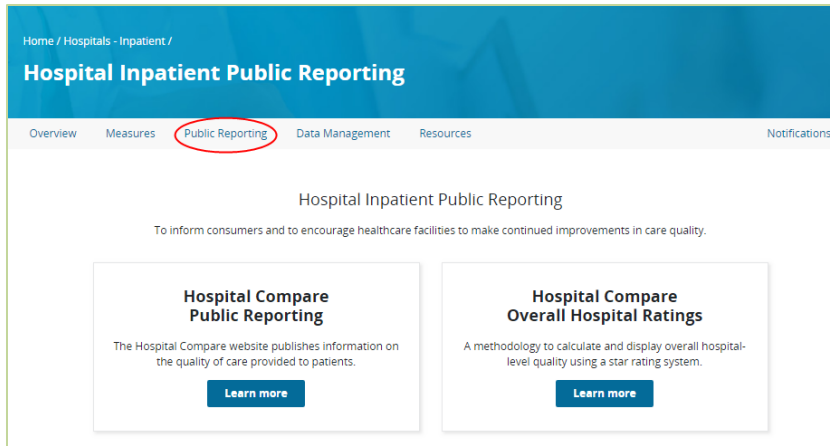 Home / Hospitals - Inpatient /
Hospital Inpatient Public Reporting
Overview Measures Public Reporting Data Management Resources Notifications
Hospital Inpatient Public Reporting
To inform consumers and to encourage healthcare facilities to make continued improvements in care quality.
Hospital Compare
Public Reporting
The Hospital Compare website publishes information on
the quality of care provided to patients.
Learn more
Hospital Compare
Overall Hospital Ratings
A methodology to calculate and display overall hospital-
level quality using a star rating system.
Learn more